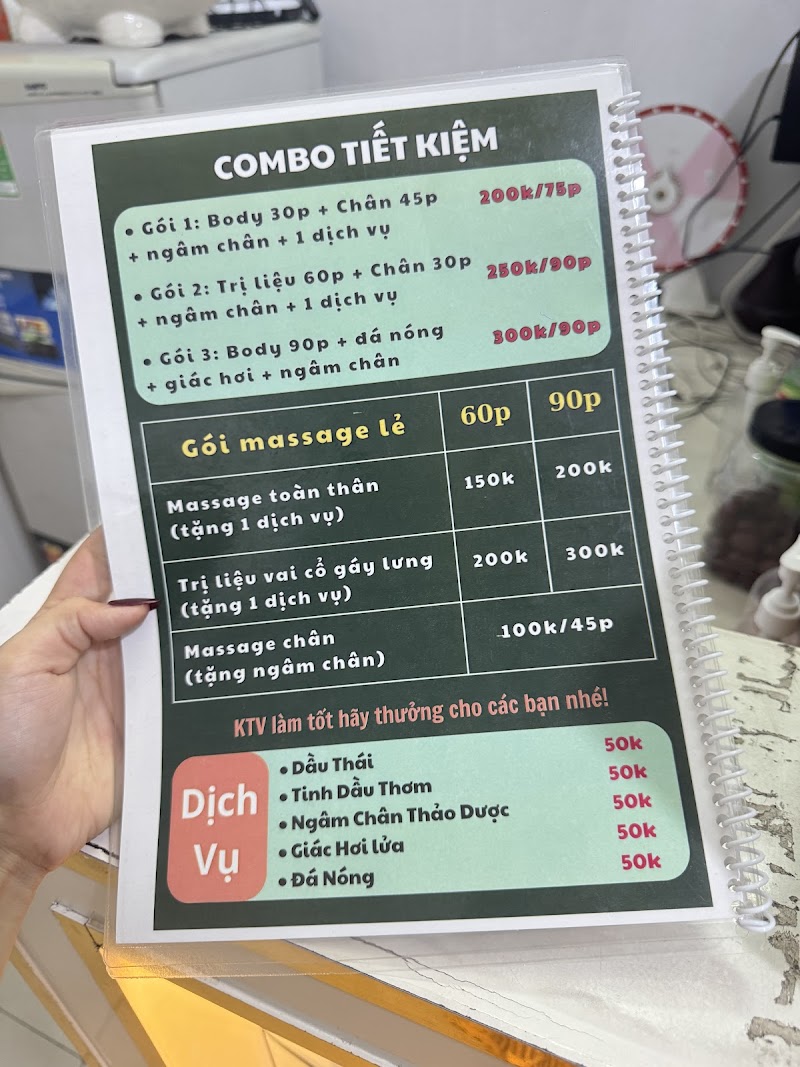 COMBO TIẾT KIỆM
• Gói 1: Body 30p + Chân 45p 200k/75p
+ ngâm chân + 1 dịch vụ
• Gói 2: Trị liệu 60p + Chân 30p 250k/90p
+ ngâm chân + 1 dịch vụ
• Gói 3: Body 90p + đá nóng 300k/90p
+ giác hơi + ngâm chân
Gói massage lẻ 60p 90p
Massage toàn thân 150k 200k
(tặng 1 dịch vụ)
Trị liệu vai cổ gáy lưng 200k 300k
(tặng 1 dịch vụ)
Massage chân 100k/45p
(tặng ngâm chân)
KTV làm tốt hãy thưởng cho các bạn nhé!
Dịch
Vụ
• Dầu Thái 50k
• Tinh Dầu Thơm 50k
• Ngâm Chân Thảo Dược 50k
• Giác Hơi lửa 50k
• Đá Nóng 50k